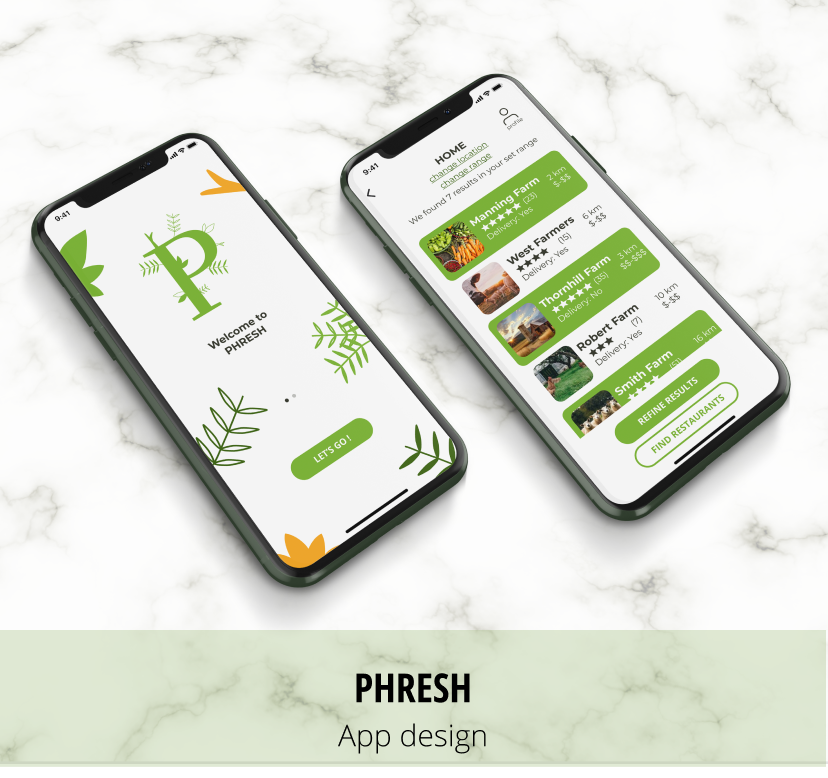 9:41
P
Welcome to
PHRESH
LET'S GO !
9:41
profile
HOME
change location
change range
We found 7 results in your set range
Manning Farm
2 km
★★★★★ (23)
$-$$
Delivery: Yes
West Farmers
6 km
★★★★ (15)
$-$$
Delivery: Yes
Thornhill Farm
3 km
★★★★★ (35)
$$-$$$
Delivery: No
Robert Farm
10 km
★★★ (7)
$-$$
Delivery: Yes
Smith Farm
16 km
★★★★
REFINE RESULTS
FIND RESTAURANTS
PHRESH
App design